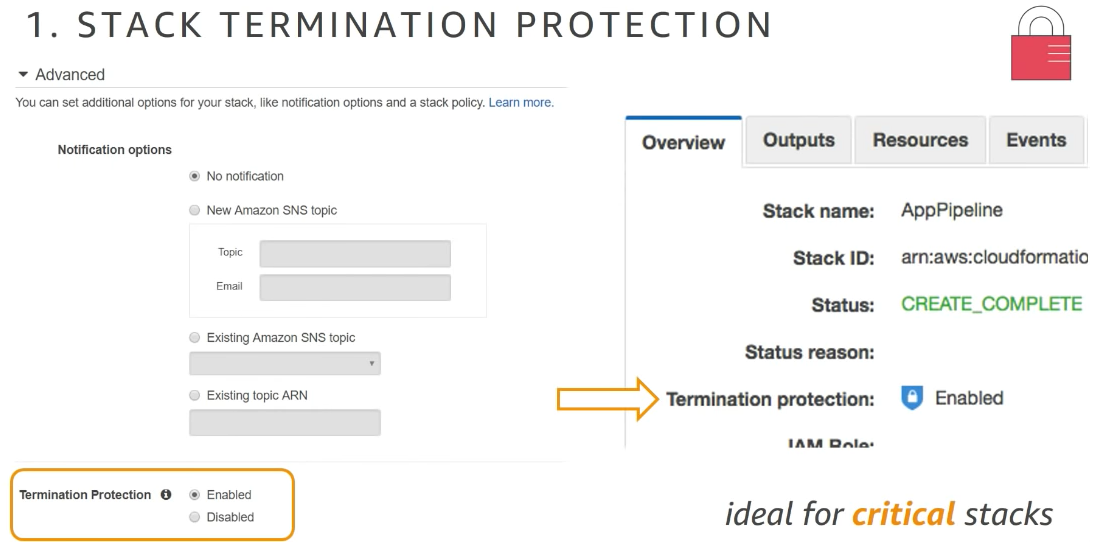 1. STACK TERMINATION PROTECTION
Advanced
You can set additional options for your stack, like notification options and a stack policy. Learn more.
Notification options
No notification
New Amazon SNS topic
Topic
Email
Existing Amazon SNS topic
Existing topic ARN
Termination Protection
Enabled
Disabled
Overview
Outputs
Resources
Events
Stack name: AppPipeline
Stack ID: arn:aws:cloudformatio
Status: CREATE_COMPLETE
Status reason:
Termination protection: Enabled
IAM Role:
ideal for critical stacks